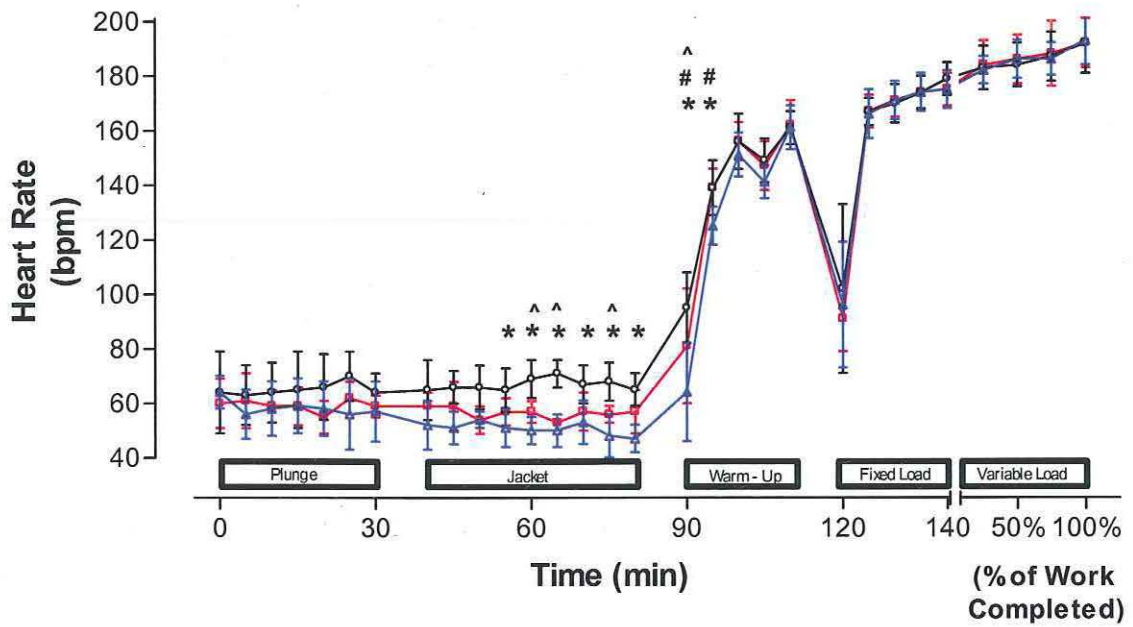 200
180
160
140
120
100
80
60
40
Heart Rate
(bpm)
^
# #
* *
^ ^ ^
* * * * * *
Plunge Jacket Warm - Up Fixed Load Variable Load
0 30 60 90 120 140 50% 100%
Time (min)
(% of Work
Completed)